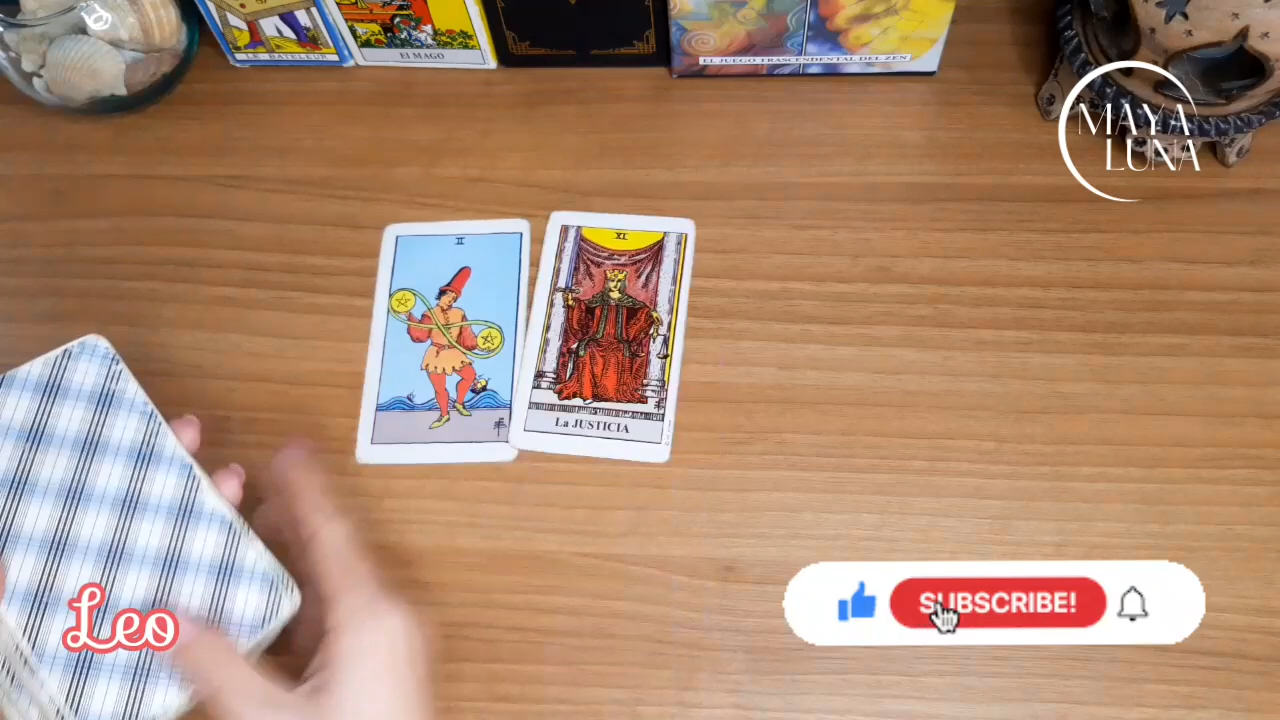 LE·BATELEUR
El MAGO
EL JUEGO TRASCENDENTAL DEL ZEN
MAYA
LUNA
II
XI
La JUSTICIA
Leo
SUBSCRIBE!